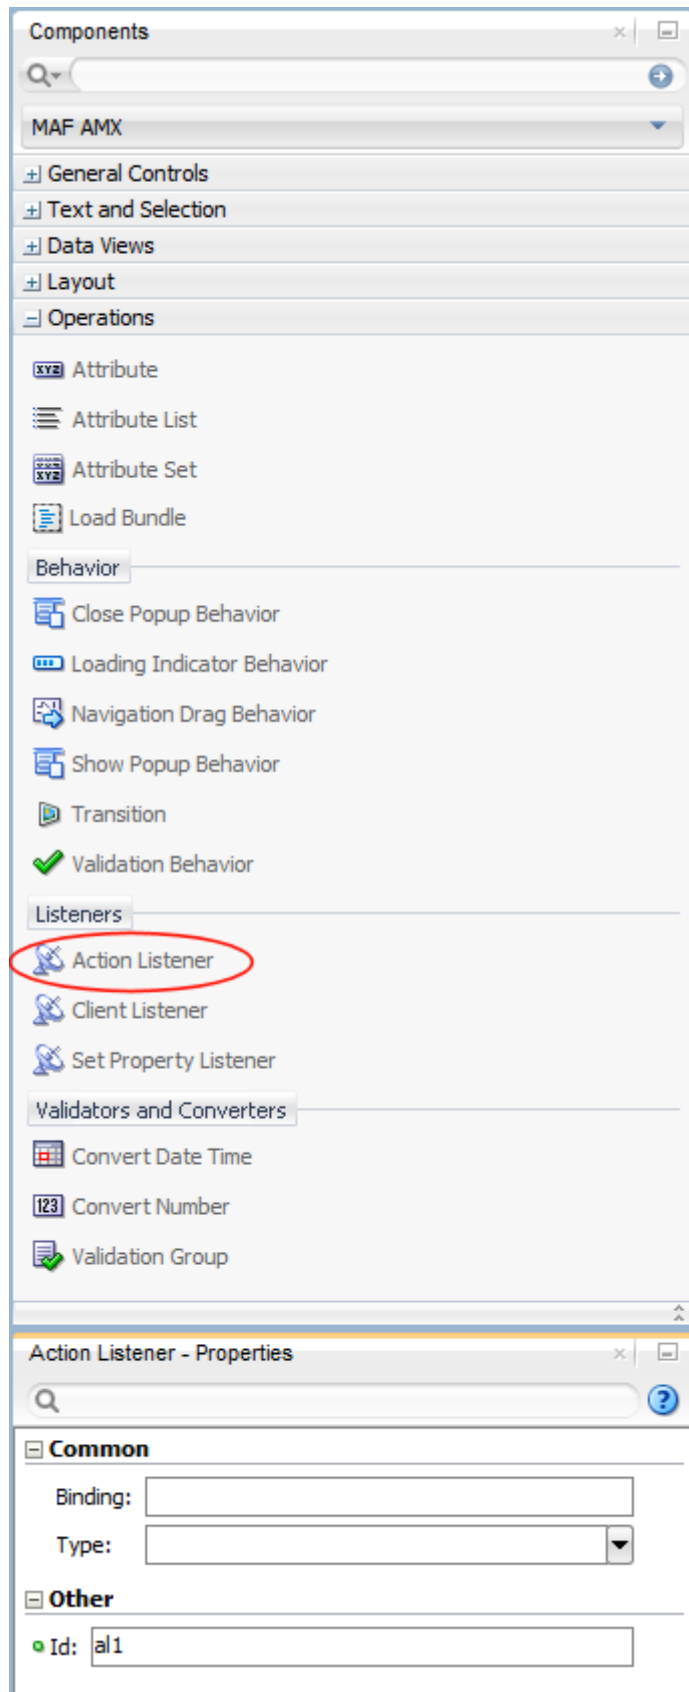 Components
MAF AMX
General Controls
Text and Selection
Data Views
Layout
Operations
XYZ Attribute
Attribute List
XYZ Attribute Set
Load Bundle
Behavior
Close Popup Behavior
Loading Indicator Behavior
Navigation Drag Behavior
Show Popup Behavior
Transition
Validation Behavior
Listeners
Action Listener
Client Listener
Set Property Listener
Validators and Converters
Convert Date Time
123 Convert Number
Validation Group
Action Listener - Properties
?
Common
Binding:
Type:
Other
Id: al1